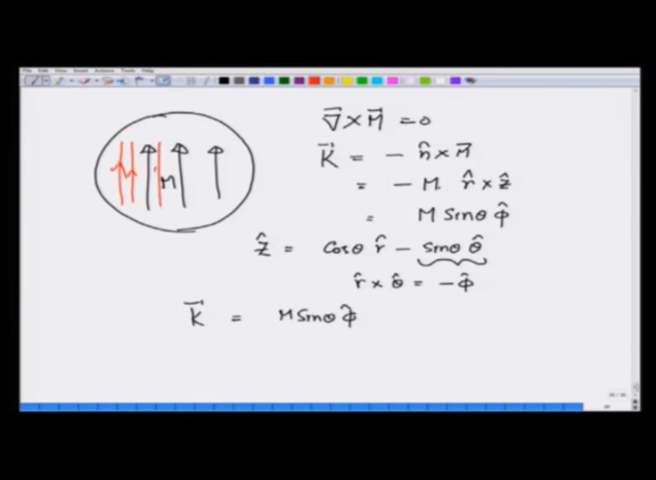 ∇⃗ × M⃗ = 0
K⃗ = - n̂ × M⃗
= - M r̂ × ẑ
M
= M Sinθ φ̂
ẑ = Cosθ r̂ - Sinθ θ̂
r̂ × θ̂ = - φ̂
K⃗ = M Sinθ φ̂